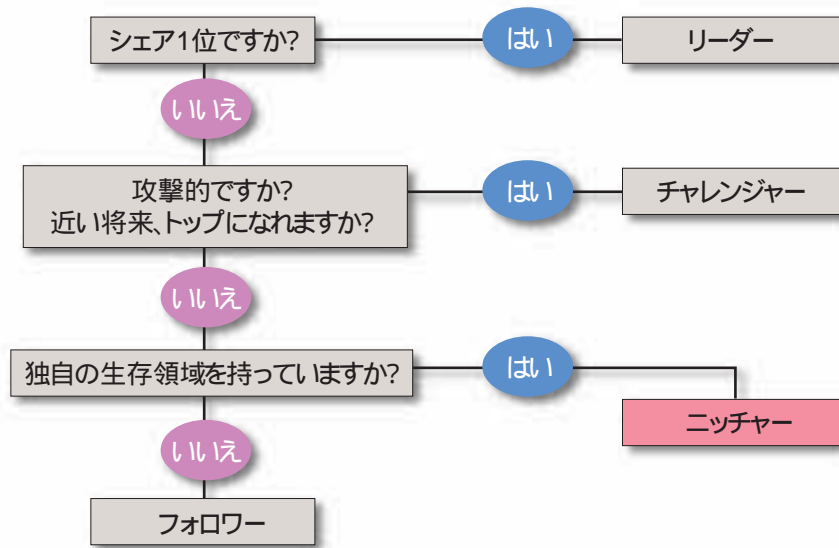 シェア1位ですか?
はい
リーダー
いいえ
攻撃的ですか?
近い将来、トップになれますか?
はい
チャレンジャー
いいえ
独自の生存領域を持っていますか?
はい
ニッチャー
いいえ
フォロワー